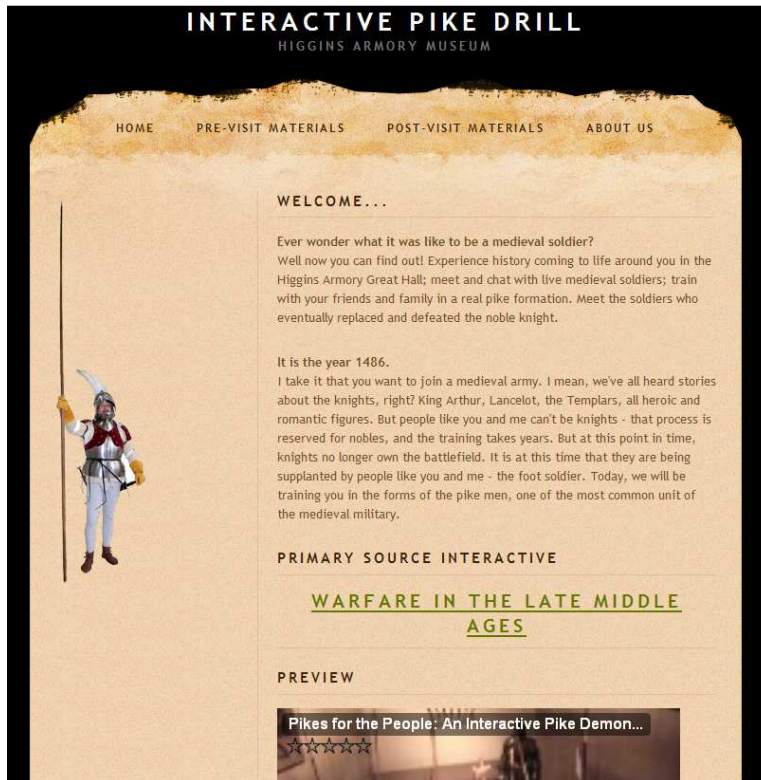 INTERACTIVE PIKE DRILL
HIGGINS ARMORY MUSEUM
HOME PRE-VISIT MATERIALS POST-VISIT MATERIALS ABOUT US
WELCOME...
Ever wonder what it was like to be a medieval soldier?
Well now you can find out! Experience history coming to life around you in the
Higgins Armory Great Hall; meet and chat with live medieval soldiers; train
with your friends and family in a real pike formation. Meet the soldiers who
eventually replaced and defeated the noble knight.
It is the year 1486.
I take it that you want to join a medieval army. I mean, we've all heard stories
about the knights, right? King Arthur, Lancelot, the Templars, all heroic and
romantic figures. But people like you and me can't be knights - that process is
reserved for nobles, and the training takes years. But at this point in time,
knights no longer own the battlefield. It is at this time that they are being
supplanted by people like you and me - the foot soldier. Today, we will be
training you in the forms of the pike men, one of the most common unit of
the medieval military.
PRIMARY SOURCE INTERACTIVE
WARFARE IN THE LATE MIDDLE
AGES
PREVIEW
Pikes for the People: An Interactive Pike Demon...